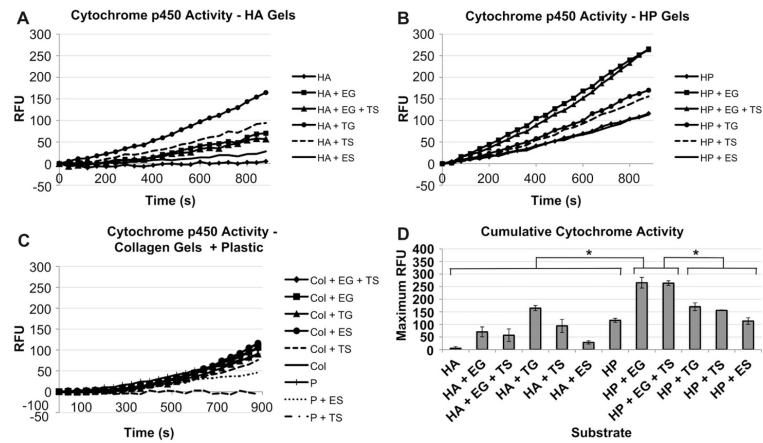 A
Cytochrome p450 Activity - HA Gels
RFU
300
250
200
150
100
50
0
-50
0
200
400
600
800
Time (s)
HA
HA + EG
HA + EG + TS
HA + TG
HA + TS
HA + ES
B
Cytochrome p450 Activity - HP Gels
RFU
300
250
200
150
100
50
0
-50
0
200
400
600
800
Time (s)
HP
HP + EG
HP + EG + TS
HP + TG
HP + TS
HP + ES
C
Cytochrome p450 Activity -
Collagen Gels + Plastic
RFU
300
250
200
150
100
50
0
-50
-100
100
300
500
700
900
Time (s)
Col + EG + TS
Col + EG
Col + TG
Col + ES
Col + TS
Col
P
P + ES
P + TS
D
Cumulative Cytochrome Activity
Maximum RFU
400
350
300
250
200
150
100
50
0
*
*
HA
HA + EG
HA + EG + TS
HA + TG
HA + TS
HA + ES
HP
HP + EG
HP + EG + TS
HP + TG
HP + TS
HP + ES
Substrate